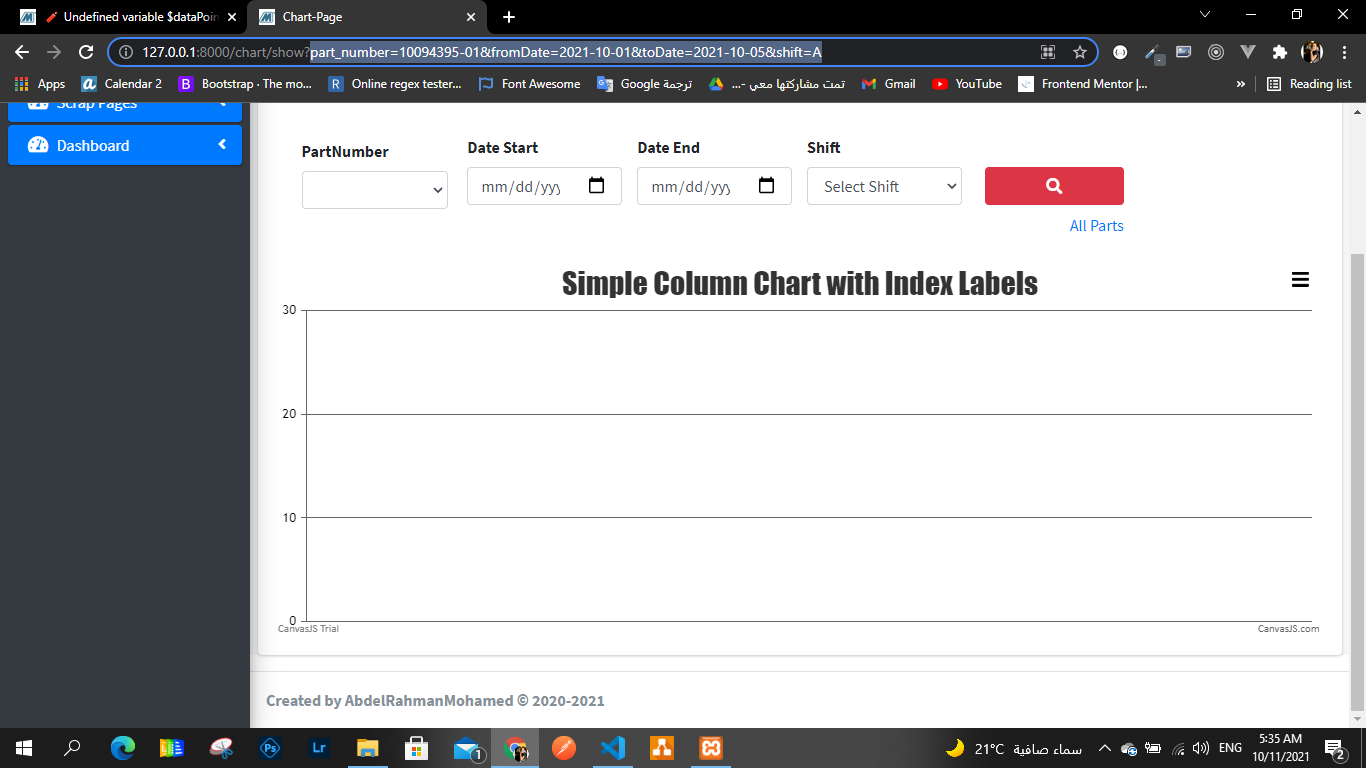 Undefined variable $dataPoin
Chart-Page
127.0.0.1:8000/chart/show?part_number=10094395-01&fromDate=2021-10-01&toDate=2021-10-05&shift=A
Apps
Calendar 2
Bootstrap · The mo...
Online regex tester...
Font Awesome
Google ترجمة
تمت مشاركتها معي -...
Gmail
YouTube
Frontend Mentor |...
»
Reading list
Scrap Pages
Dashboard
PartNumber
Date Start
Date End
Shift
mm/dd/yyy
mm/dd/yyy
Select Shift
All Parts
Simple Column Chart with Index Labels
30
20
10
0
CanvasJS Trial
CanvasJS.com
Created by AbdelRahmanMohamed © 2020-2021
Ps
Lr
1
21°C سماء صافية
ENG
5:35 AM
10/11/2021
2